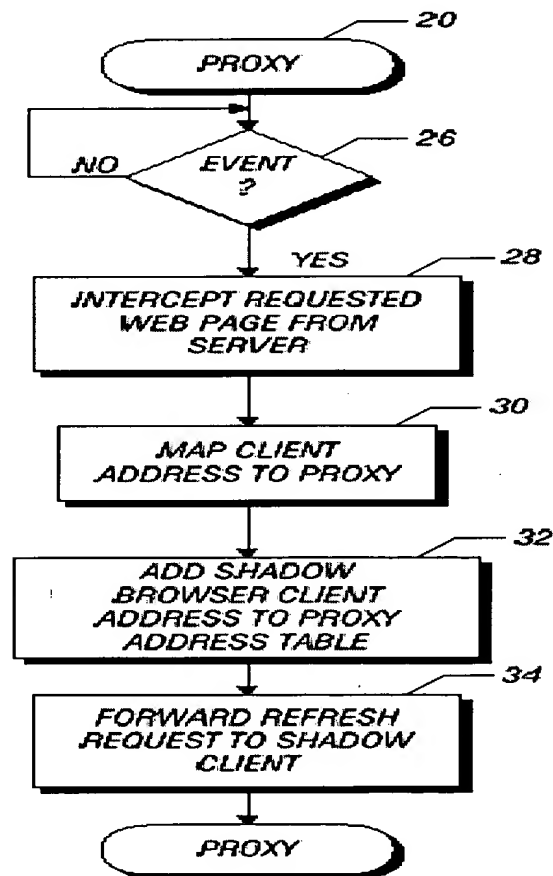 20
PROXY
26
EVENT
?
NO
YES
28
INTERCEPT REQUESTED
WEB PAGE FROM
SERVER
30
MAP CLIENT
ADDRESS TO PROXY
32
ADD SHADOW
BROWSER CLIENT
ADDRESS TO PROXY
ADDRESS TABLE
34
FORWARD REFRESH
REQUEST TO SHADOW
CLIENT
PROXY